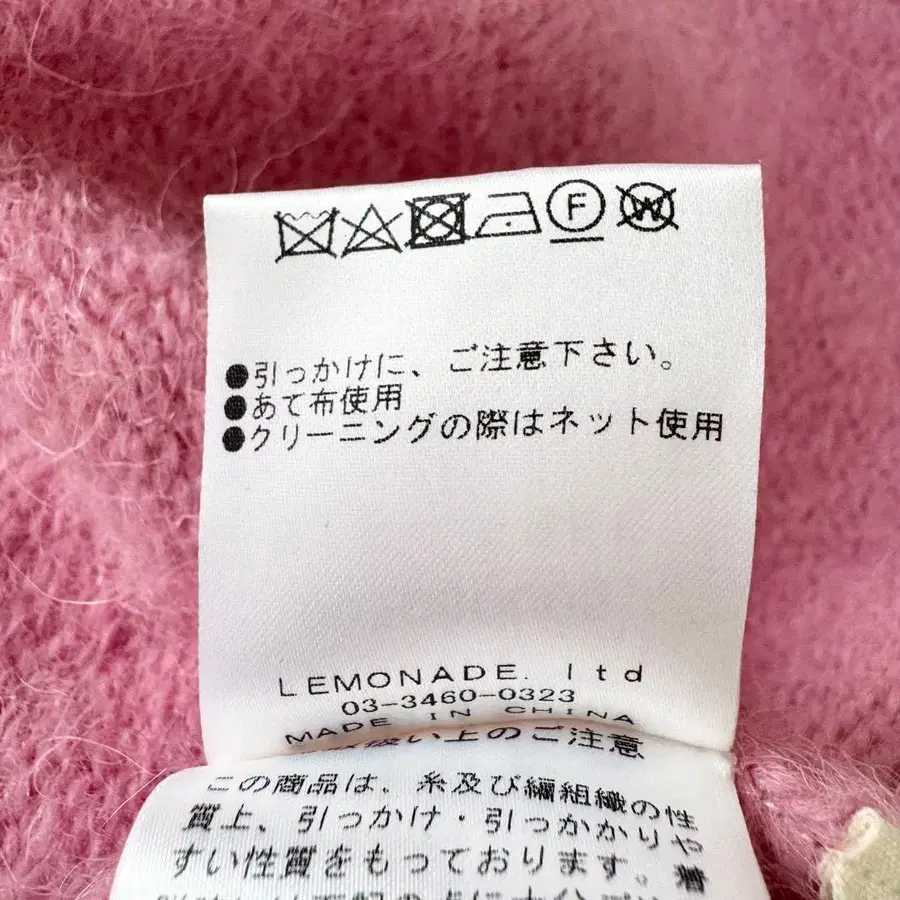 F W
●引っかけに、ご注意下さい。
●あて布使用
●クリーニングの際はネット使用
LEMONADE. ltd
03-3460-0323
MADE IN CHINA
扱い上のご注意
この商品は、糸及び編組織の性
質上、引っかけ・引っかかりや
すい性質をもっております。着